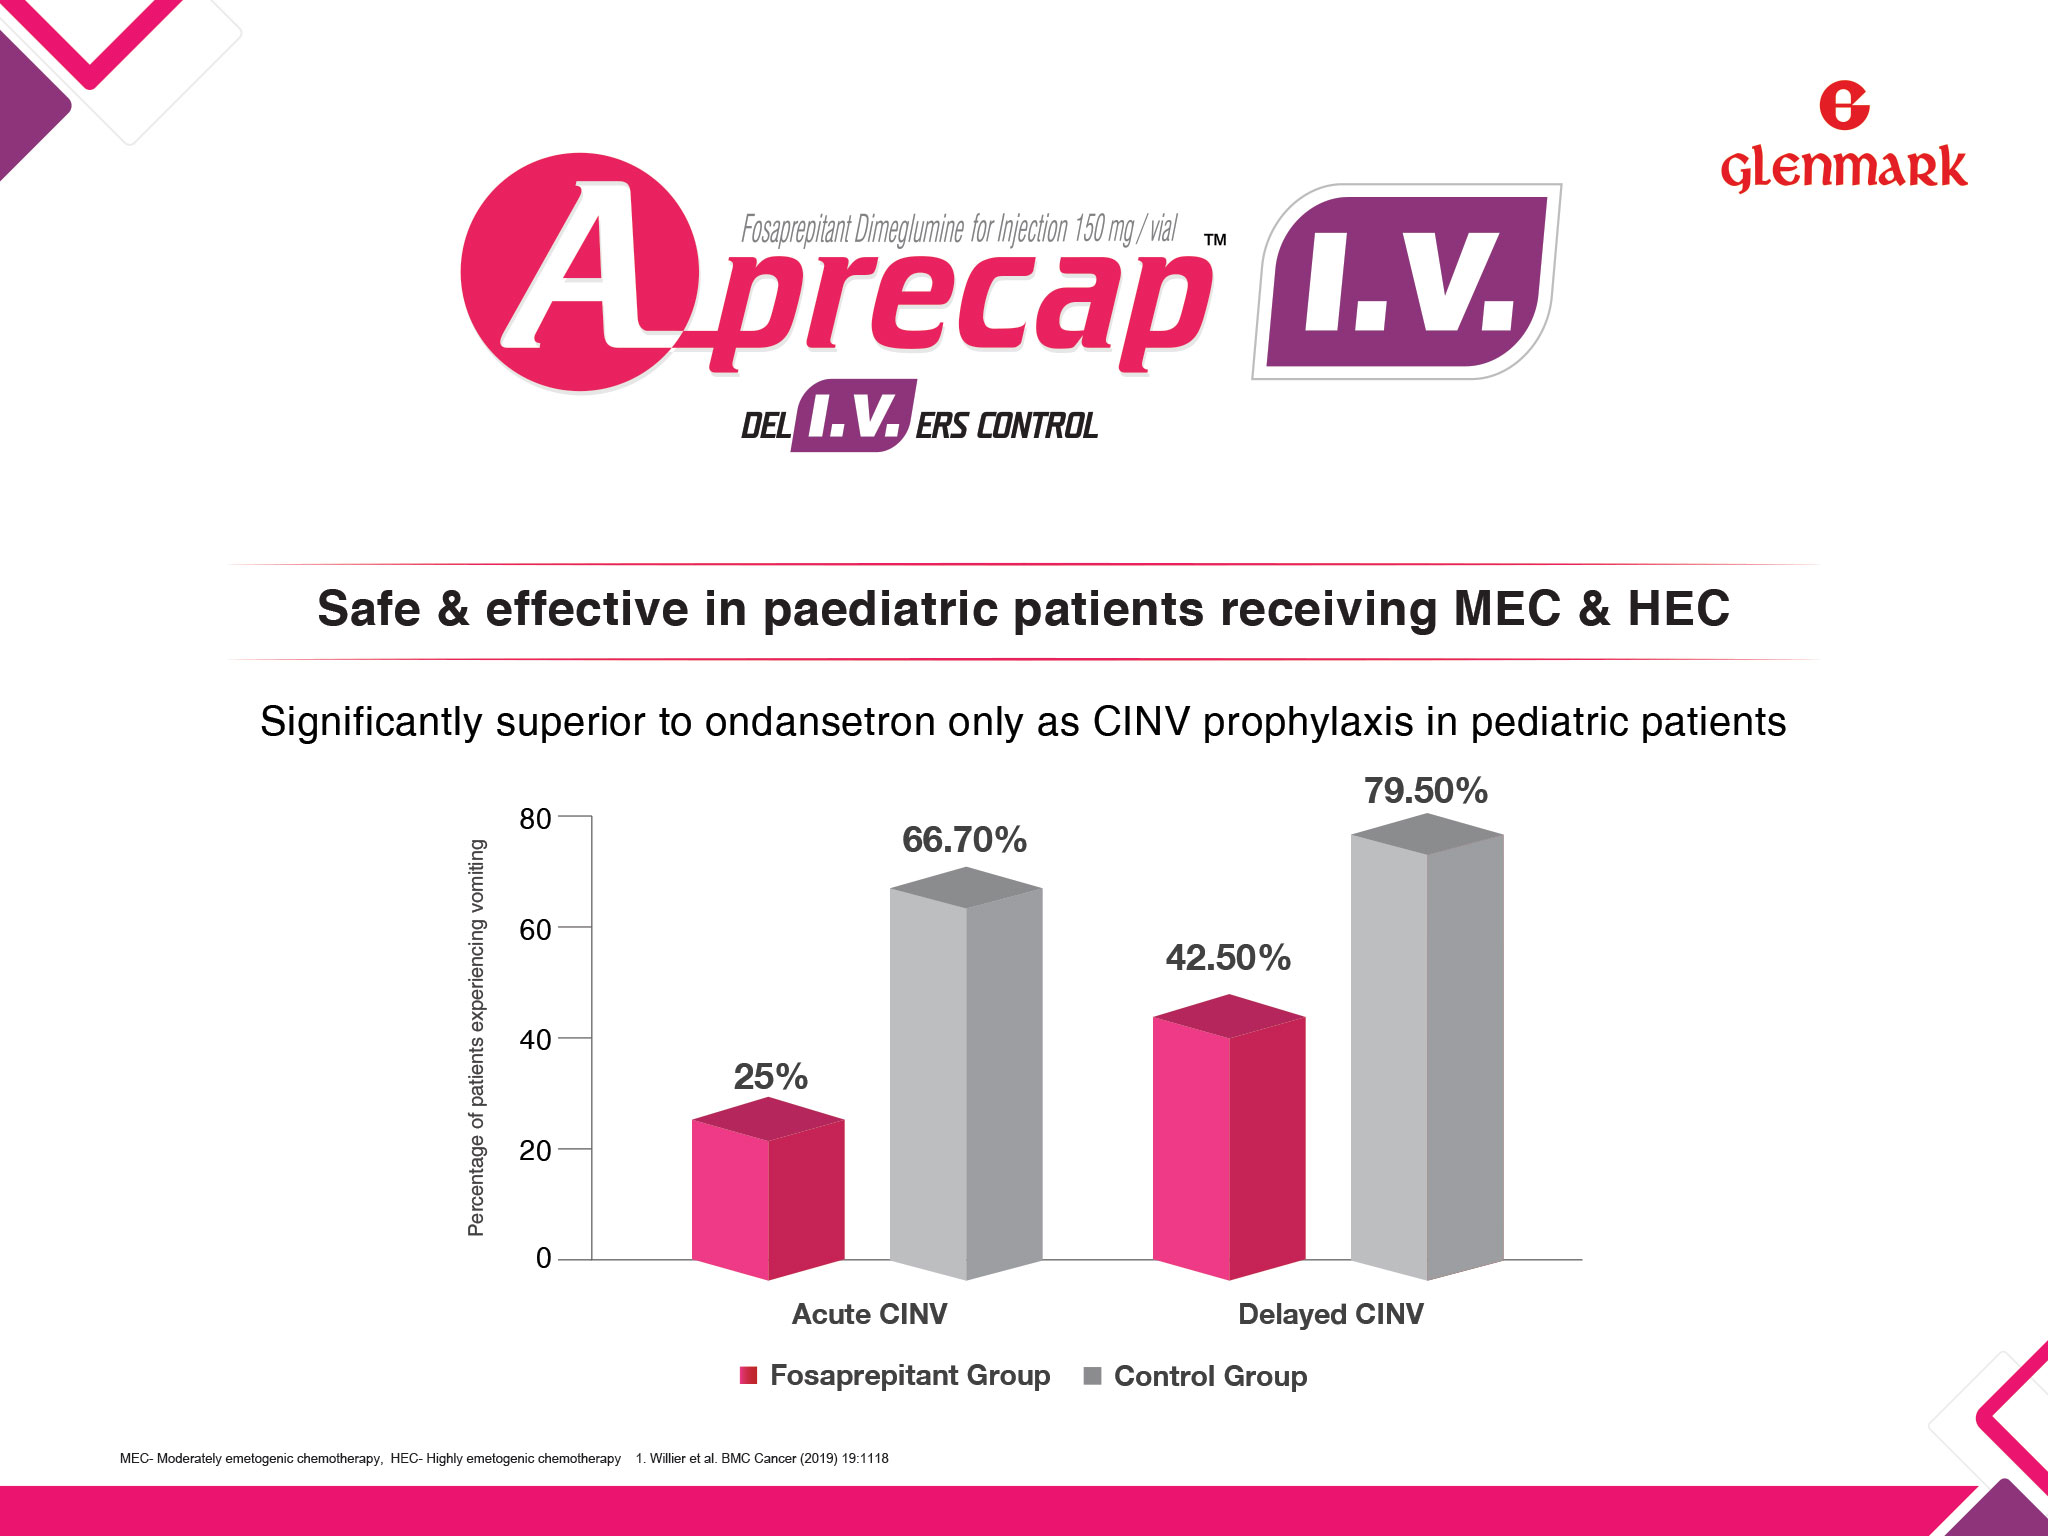 GLENMARK
Fosaprepitant Dimeglumine for Injection 150 mg / vial
Aprecap™ I.V.
DEL I.V. ERS CONTROL
Safe & effective in paediatric patients receiving MEC & HEC
Significantly superior to ondansetron only as CINV prophylaxis in pediatric patients
Percentage of patients experiencing vomiting
80
60
40
20
0
25%
66.70%
42.50%
79.50%
Acute CINV
Delayed CINV
Fosaprepitant Group
Control Group
MEC- Moderately emetogenic chemotherapy, HEC- Highly emetogenic chemotherapy 1. Willier et al. BMC Cancer (2019) 19:1118